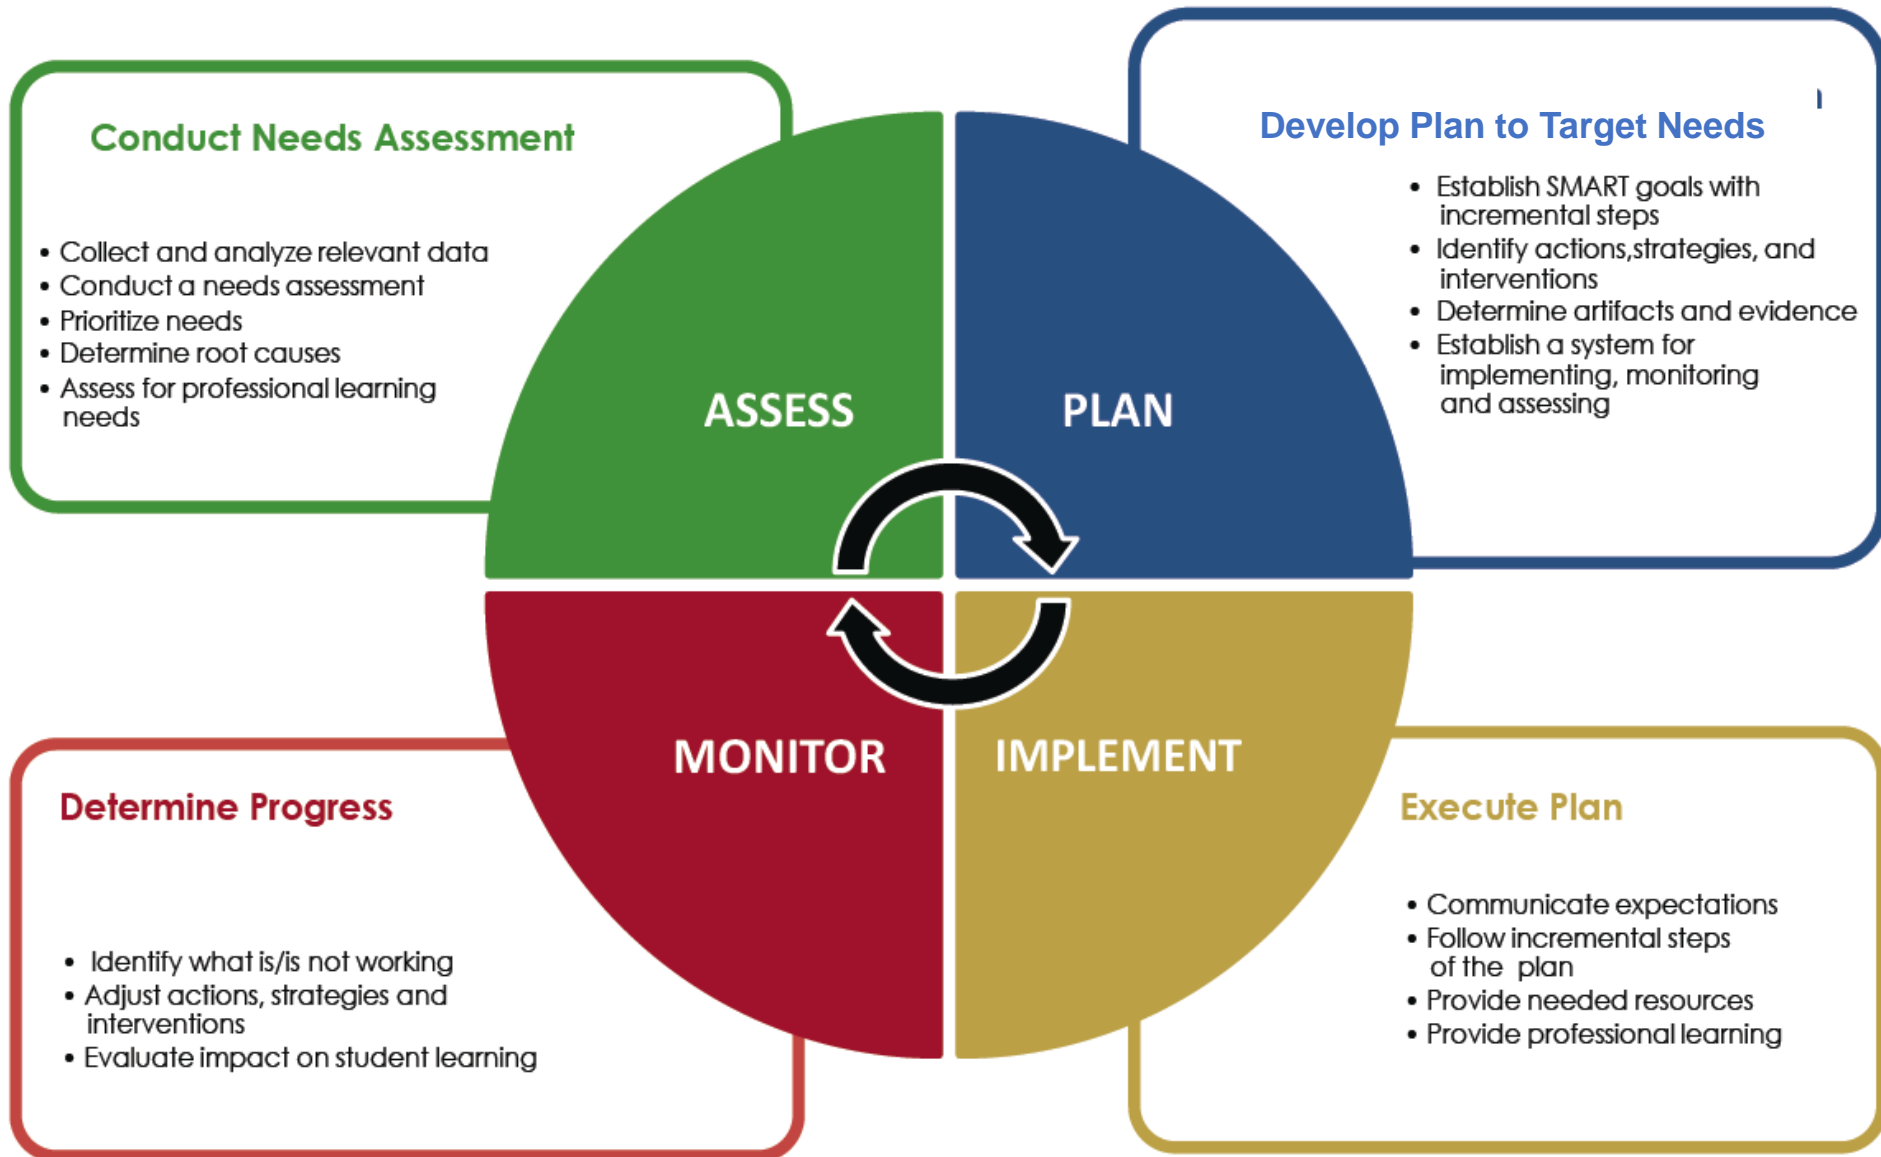 Conduct Needs Assessment
• Collect and analyze relevant data
• Conduct a needs assessment
• Prioritize needs
• Determine root causes
• Assess for professional learning
needs
Develop Plan to Target Needs
• Establish SMART goals with
incremental steps
• Identify actions,strategies, and
interventions
• Determine artifacts and evidence
• Establish a system for
implementing, monitoring
and assessing
ASSESS
PLAN
MONITOR
IMPLEMENT
Determine Progress
• Identify what is/is not working
• Adjust actions, strategies and
interventions
• Evaluate impact on student learning
Execute Plan
• Communicate expectations
• Follow incremental steps
of the plan
• Provide needed resources
• Provide professional learning